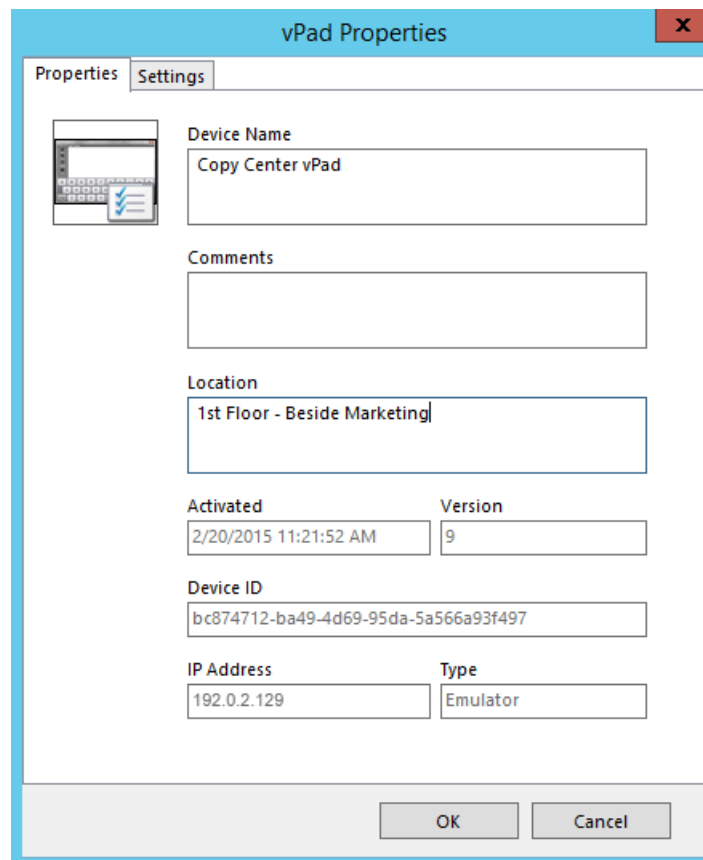 vPad Properties
x
Properties
Settings
Device Name
Copy Center vPad
Comments
Location
1st Floor - Beside Marketing
Activated
Version
2/20/2015 11:21:52 AM
9
Device ID
bc874712-ba49-4d69-95da-5a566a93f497
IP Address
Type
192.0.2.129
Emulator
OK
Cancel